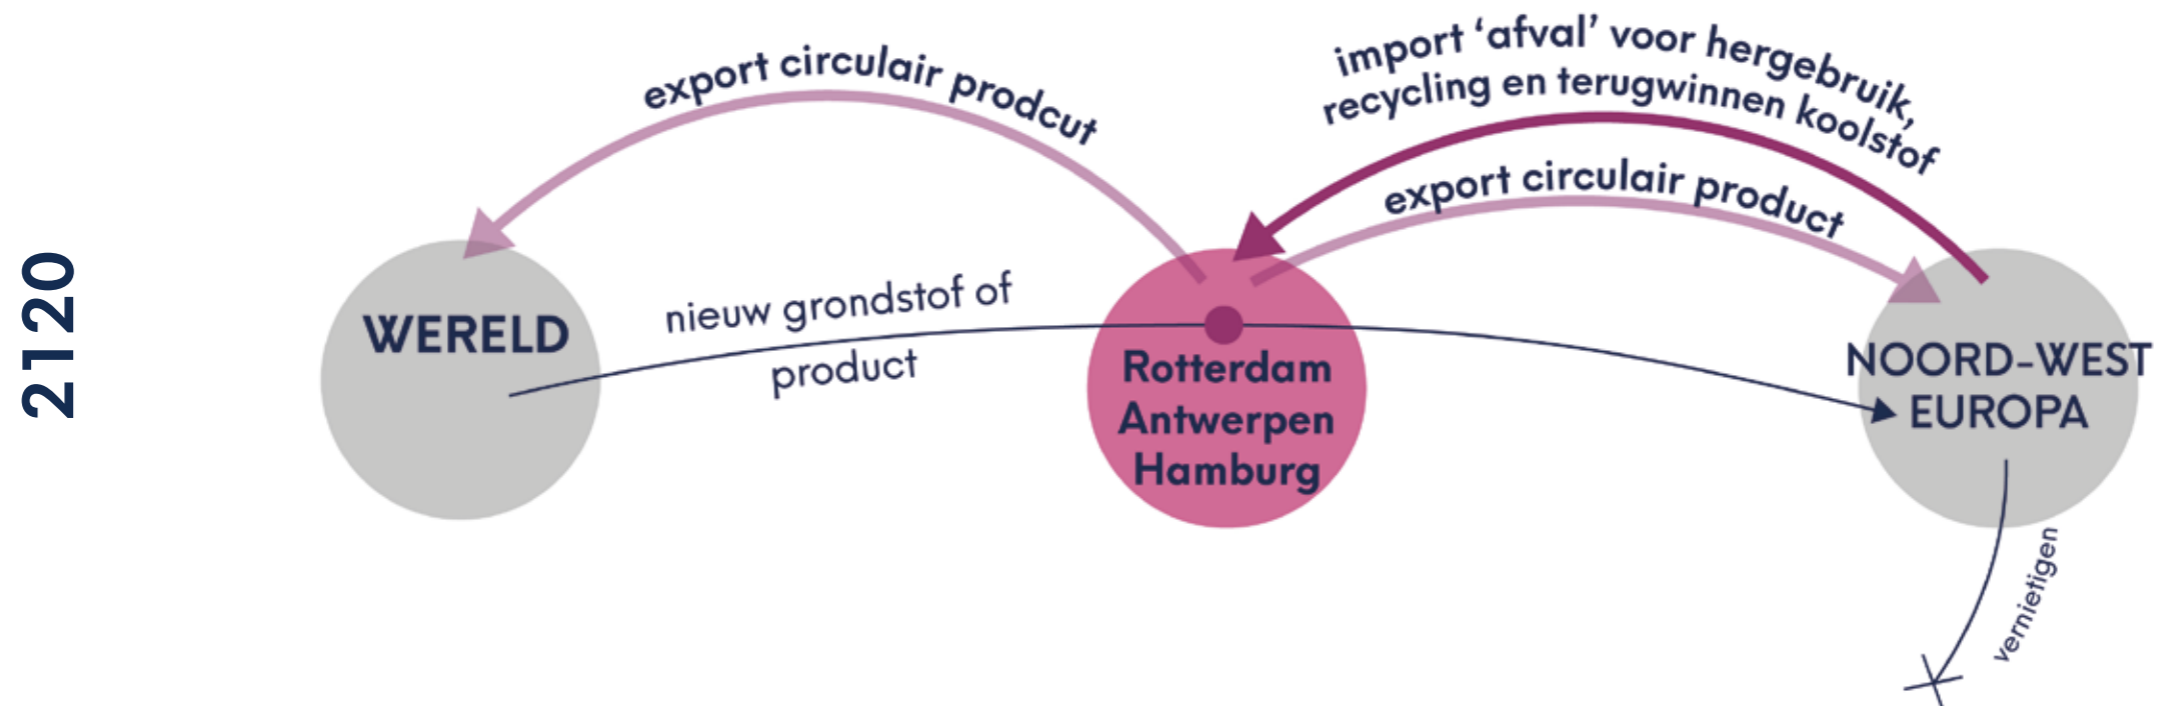 2120
export circulair prodcut
import ‘afval’ voor hergebruik,
recycling en terugwinnen koolstof
export circulair product
nieuw grondstof of
product
WERELD
Rotterdam
Antwerpen
Hamburg
NOORD-WEST
EUROPA
vernietigen